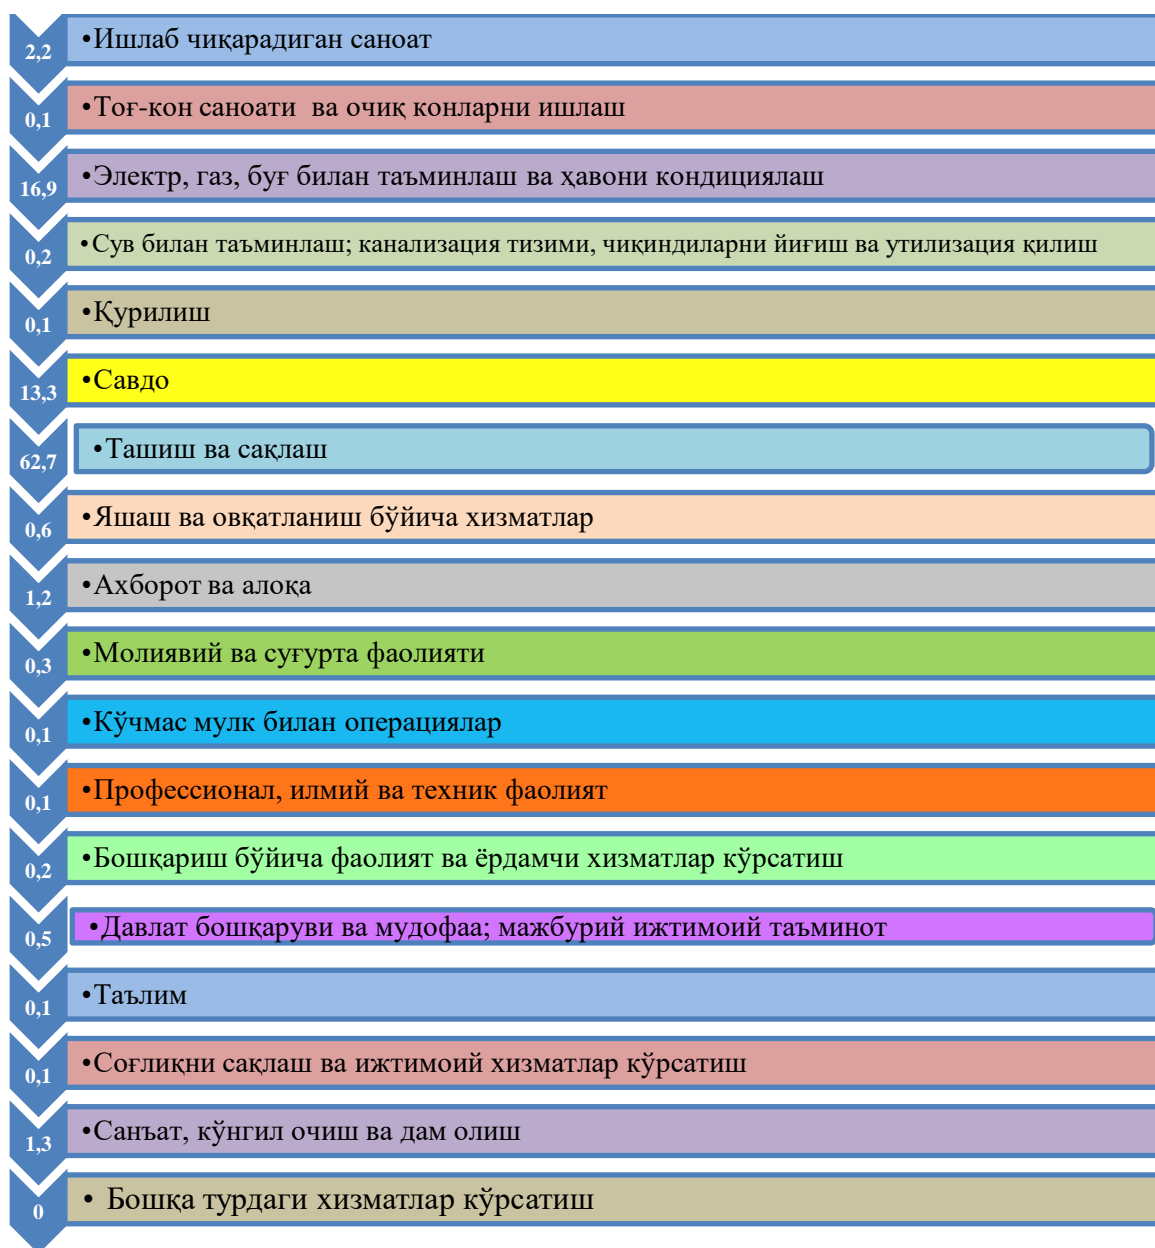 2,2 •Ишлаб чиқарадиган саноат
0,1 •Тоғ-кон саноати ва очиқ конларни ишлаш
16,9 •Электр, газ, буғ билан таъминлаш ва ҳавони кондициялаш
0,2 •Сув билан таъминлаш; канализация тизими, чиқиндиларни йиғиш ва утилизация қилиш
0,1 •Қурилиш
13,3 •Савдо
62,7 •Ташиш ва сақлаш
0,6 •Яшаш ва овқатланиш бўйича хизматлар
1,2 •Ахборот ва алоқа
0,3 •Молиявий ва суғурта фаолияти
0,1 •Кўчмас мулк билан операциялар
0,1 •Профессионал, илмий ва техник фаолият
0,2 •Бошқариш бўйича фаолият ва ёрдамчи хизматлар кўрсатиш
0,5 •Давлат бошқаруви ва мудофаа; мажбурий ижтимоий таъминот
0,1 •Таълим
0,1 •Соғлиқни сақлаш ва ижтимоий хизматлар кўрсатиш
1,3 •Санъат, кўнгил очиш ва дам олиш
0 • Бошқа турдаги хизматлар кўрсатиш